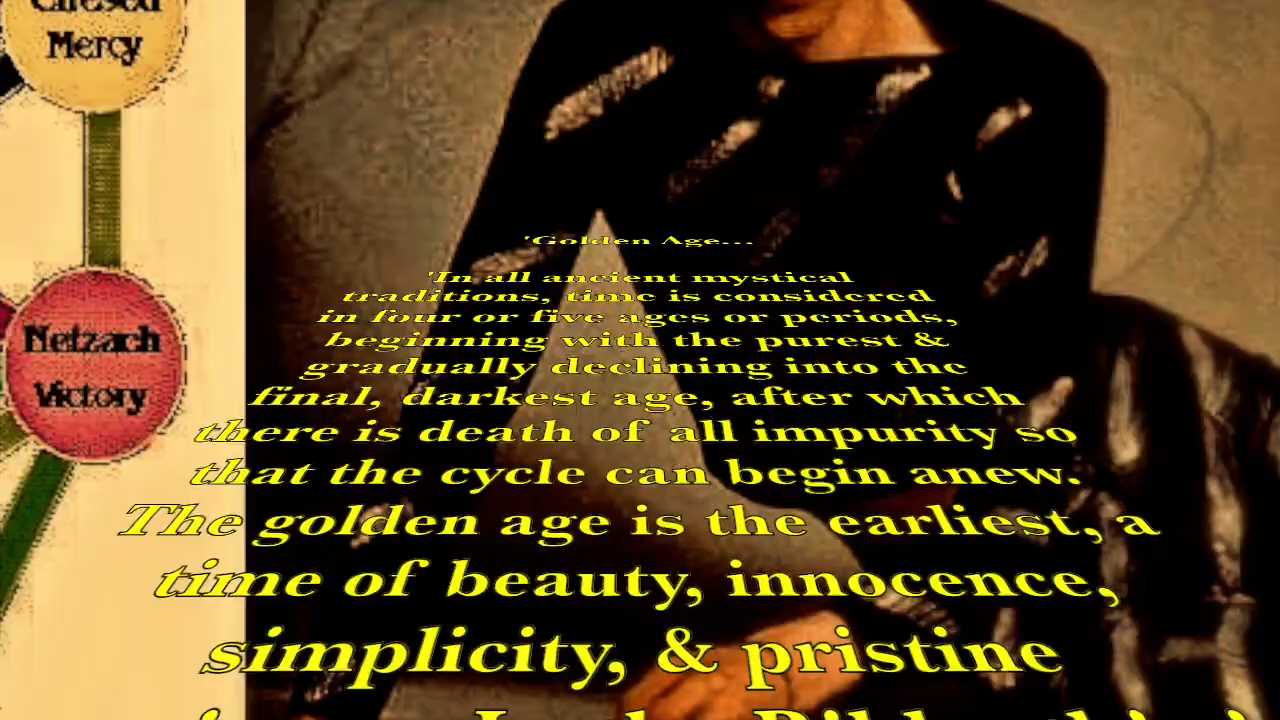 Chesed
Mercy
Netzach
Victory
'Golden Age...
'In all ancient mystical
traditions, time is considered
in four or five ages or periods,
beginning with the purest &
gradually declining into the
final, darkest age, after which
there is death of all impurity so
that the cycle can begin anew.
The golden age is the earliest, a
time of beauty, innocence,
simplicity, & pristine